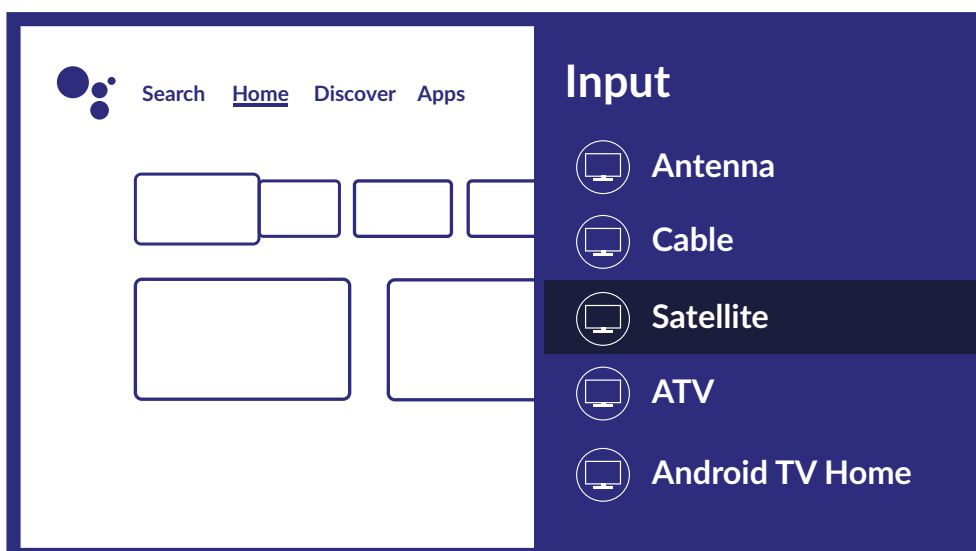 Search Home Discover Apps
Input
Antenna
Cable
Satellite
ATV
Android TV Home